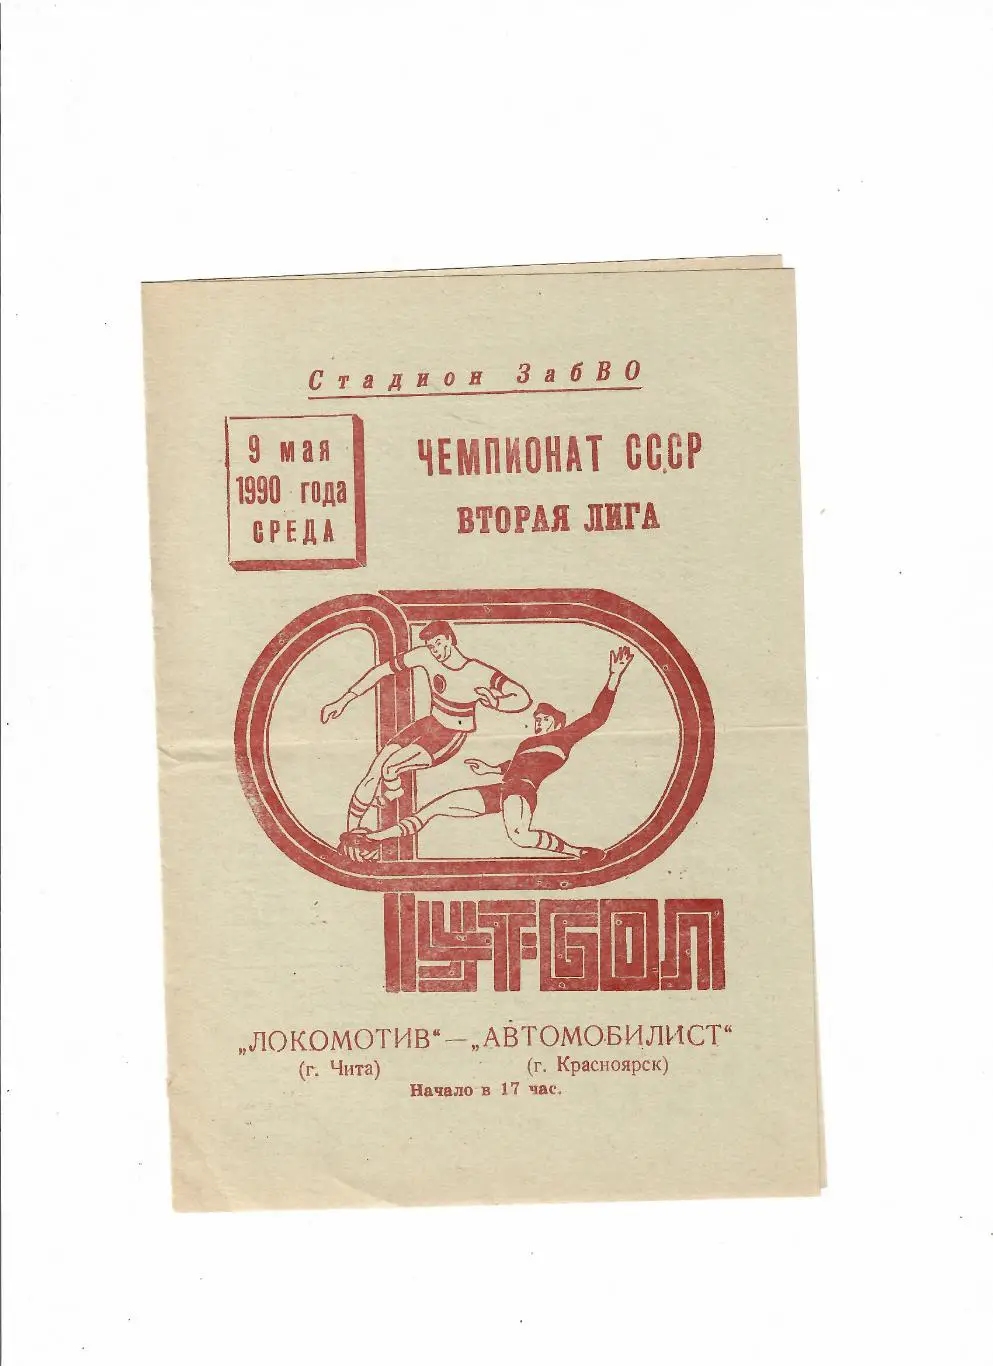 Стадион ЗабВО
9 мая
1990 года
СРЕДА
ЧЕМПИОНАТ СССР
ВТОРАЯ ЛИГА
ФУТБОЛ
„ЛОКОМОТИВ“ — „АВТОМОБИЛИСТ“
(г. Чита) (г. Красноярск)
Начало в 17 час.